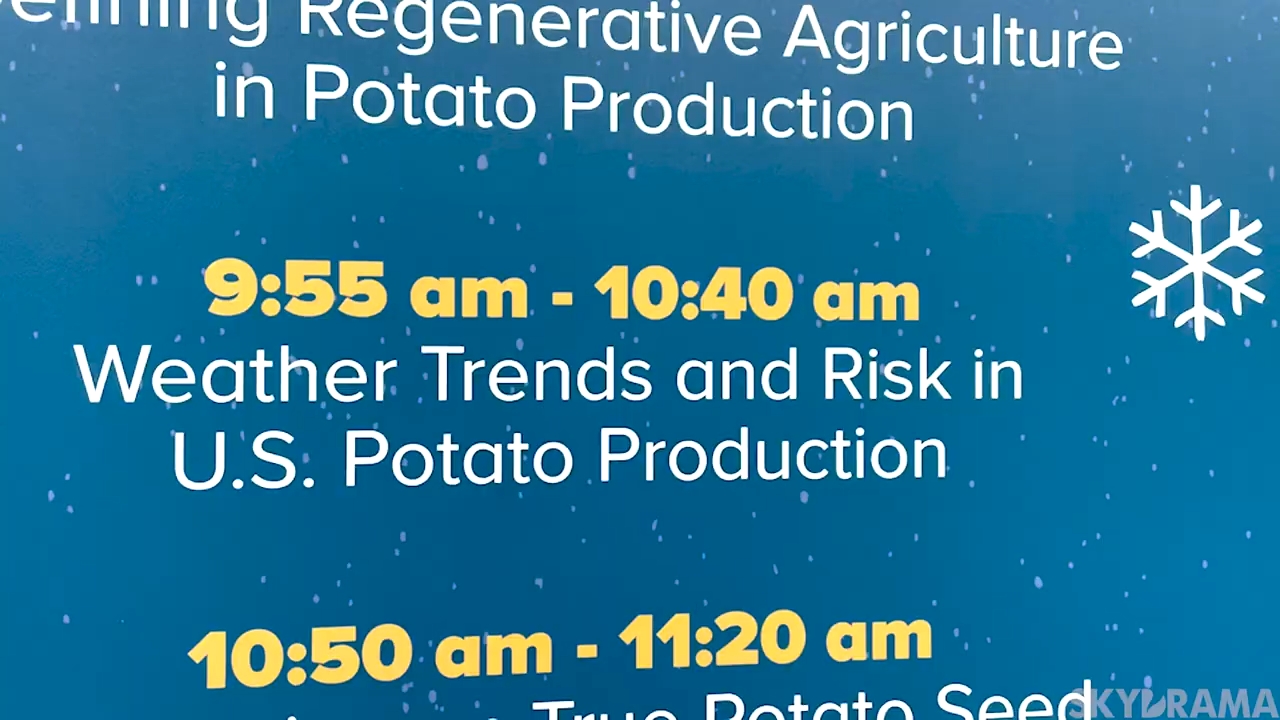 Regenerative Agriculture
in Potato Production
9:55 am - 10:40 am
Weather Trends and Risk in
U.S. Potato Production
10:50 am - 11:20 am
True Potato Seed
SKYDRAMA